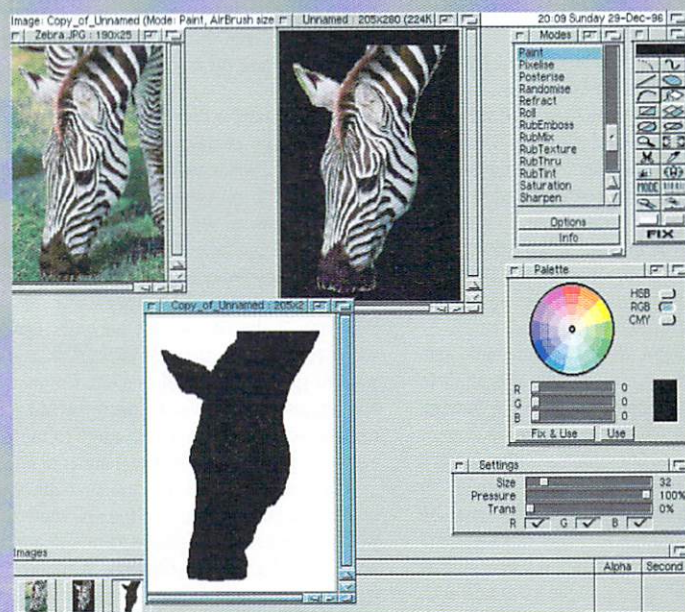 Image: Copy_of_Unnamed (Mode: Paint, AirBrush size
20:09 Sunday 29-Dec-96
Zebra.JPG : 190x25
Unnamed : 205x280 (224K
Modes
Paint
Pixelise
Posterise
Randomise
Refract
Roll
RubEmboss
RubMix
RubTexture
RubThru
RubTint
Saturation
Sharpen
Options
Info
MODE
FIX
Copy_of_Unnamed : 205x2
Palette
HSB
RGB
CMY
R 0
G 0
B 0
Fix & Use Use
Settings
Size 32
Pressure 100%
Trans 0%
R G B
Images
Alpha Second